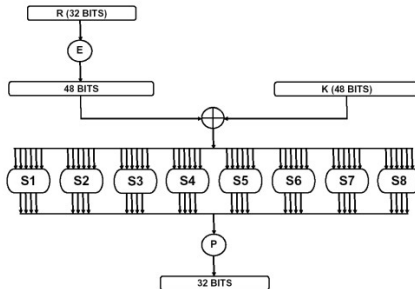 R (32 BITS)
E
48 BITS
K (48 BITS)
S1 S2 S3 S4 S5 S6 S7 S8
P
32 BITS